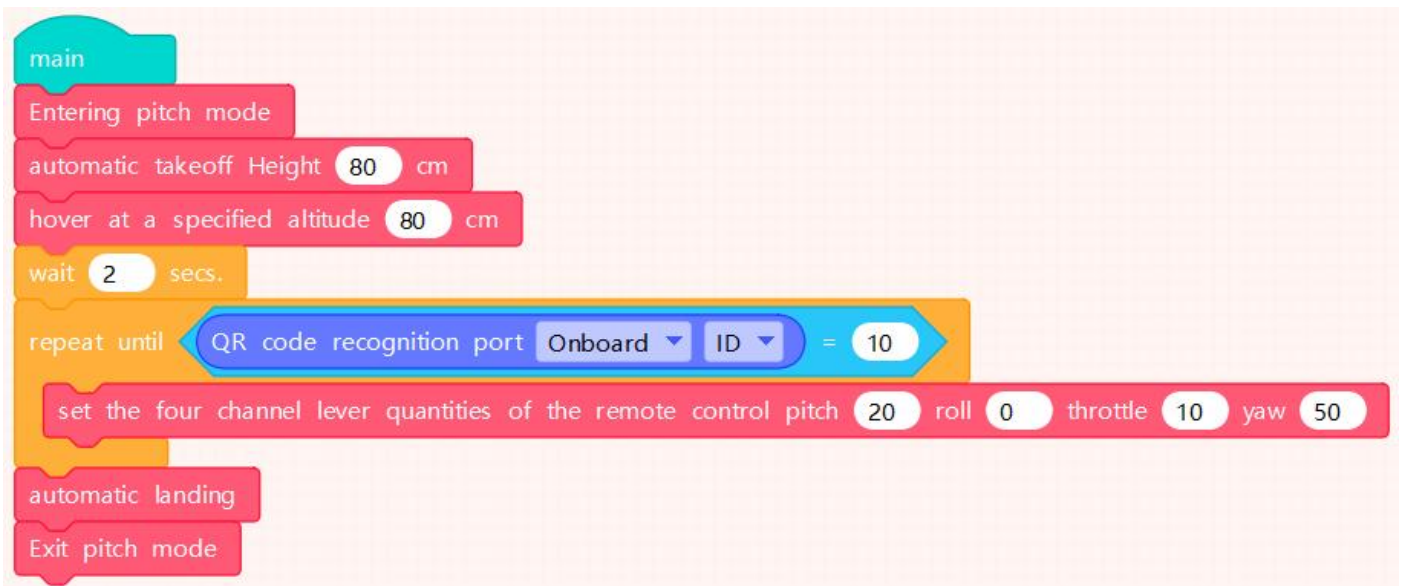 main
Entering pitch mode
automatic takeoff Height 80 cm
hover at a specified altitude 80 cm
wait 2 secs.
repeat until QR code recognition port Onboard ID = 10
set the four channel lever quantities of the remote control pitch 20 roll 0 throttle 10 yaw 50
automatic landing
Exit pitch mode